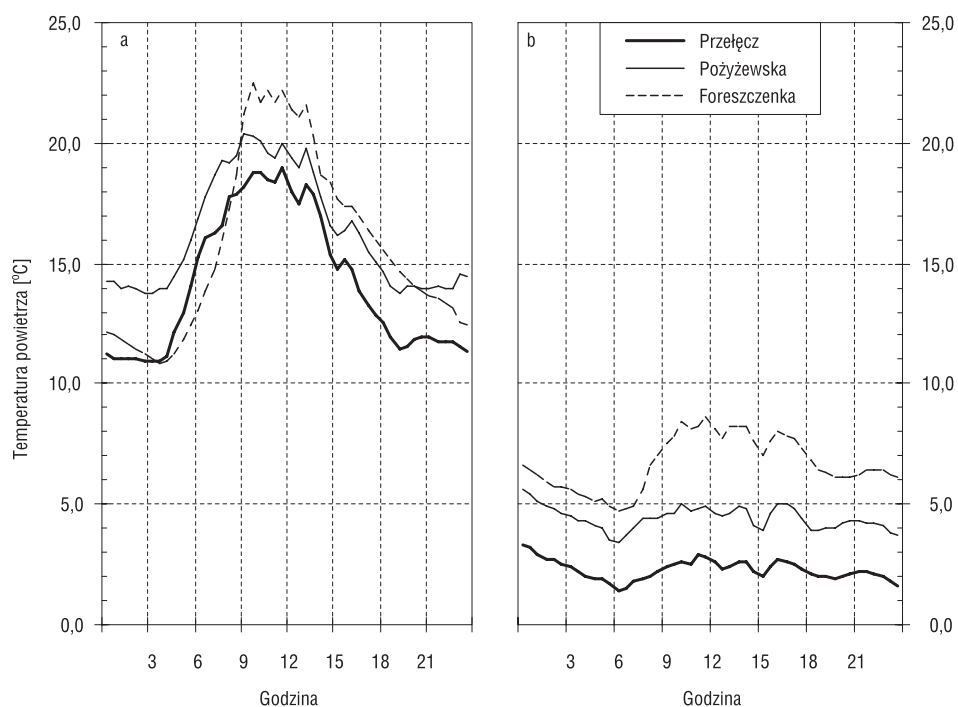 25,0
20,0
15,0
10,0
5,0
0,0
Temperatura powietrza [⁰C]
a
3 6 9 12 15 18 21
Godzina
b
Przełęcz
Pożyżewska
Foreszczenka
25,0
20,0
15,0
10,0
5,0
0,0
3 6 9 12 15 18 21
Godzina